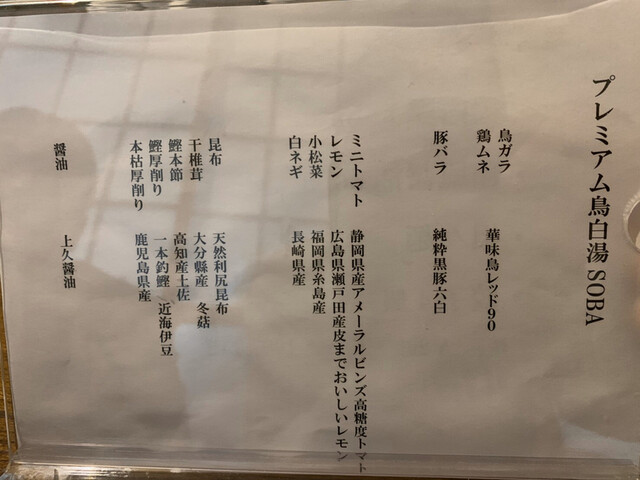 プレミアム鳥白湯 SOBA
鳥ガラ 華味鳥レッド90
鶏ムネ
豚バラ 純粋黒豚六白
ミニトマト 静岡県産アメーラルビンズ高糖度トマト
レモン 広島県瀬戸田産皮までおいしいレモン
小松菜 福岡県糸島産
白ネギ 長崎県産
昆布 天然利尻昆布
干椎茸 大分縣産 冬菇
鰹本節 高知産土佐
鰹厚削り 一本釣鰹/近海伊豆
本枯厚削り 鹿児島県産
醤油 上久醤油